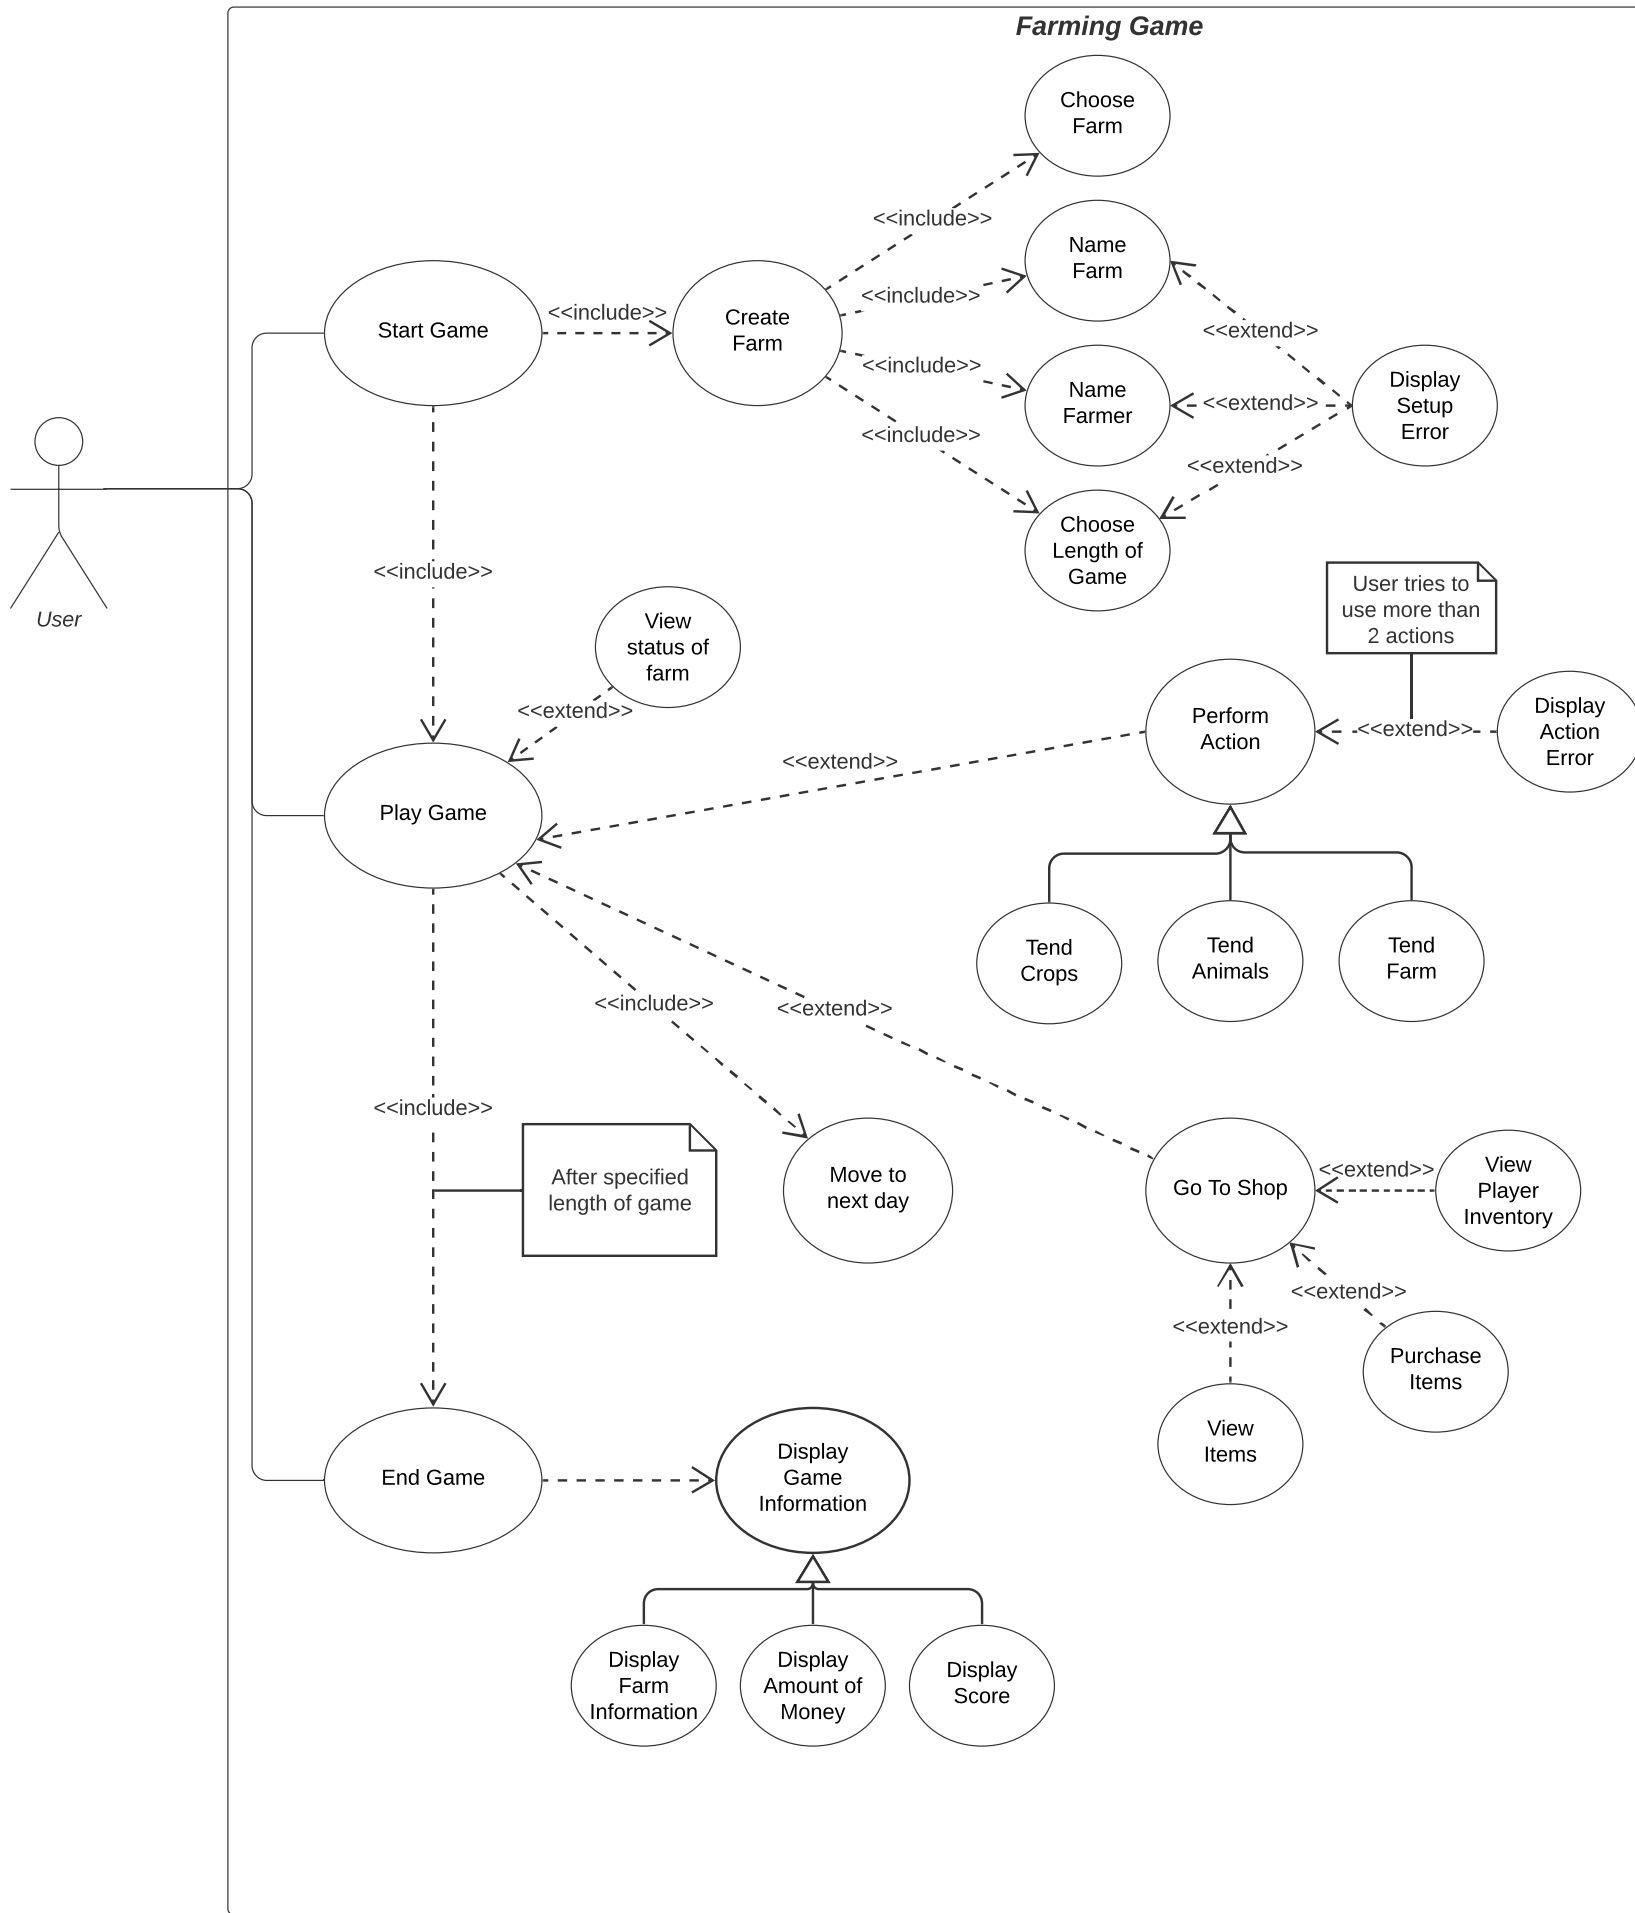 Farming Game
Choose
Farm
<<include>>
Name
Farm
<<include>>
<<include>>
Start Game
Create
Farm
<<extend>>
<<include>>
Name
Farmer
<<extend>>
Display
Setup
Error
<<include>>
<<extend>>
Choose
Length of
Game
User
<<include>>
View
status of
farm
User tries to
use more than
2 actions
<<extend>>
Perform
Action
<<extend>>
Display
Action
Error
<<extend>>
Play Game
Tend
Crops
Tend
Animals
Tend
Farm
<<include>>
<<extend>>
<<include>>
After specified
length of game
Move to
next day
Go To Shop
<<extend>>
View
Player
Inventory
<<extend>>
<<extend>>
Purchase
Items
View
Items
End Game
Display
Game
Information
Display
Farm
Information
Display
Amount of
Money
Display
Score